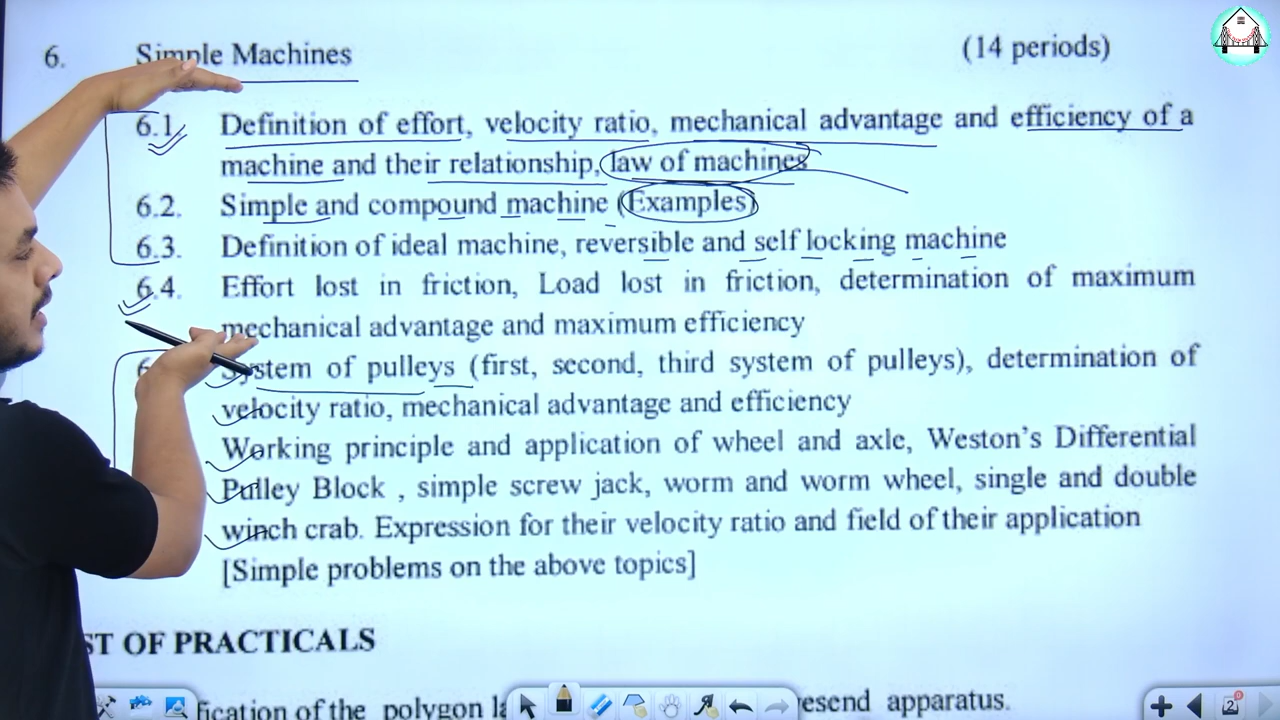 6. Simple Machines (14 periods)
6.1 Definition of effort, velocity ratio, mechanical advantage and efficiency of a
machine and their relationship, law of machines
6.2. Simple and compound machine (Examples)
6.3. Definition of ideal machine, reversible and self locking machine
6.4. Effort lost in friction, Load lost in friction, determination of maximum
mechanical advantage and maximum efficiency
System of pulleys (first, second, third system of pulleys), determination of
velocity ratio, mechanical advantage and efficiency
Working principle and application of wheel and axle, Weston's Differential
Pulley Block , simple screw jack, worm and worm wheel, single and double
winch crab. Expression for their velocity ratio and field of their application
[Simple problems on the above topics]
ST OF PRACTICALS
fication of the polygon la resend apparatus.
2